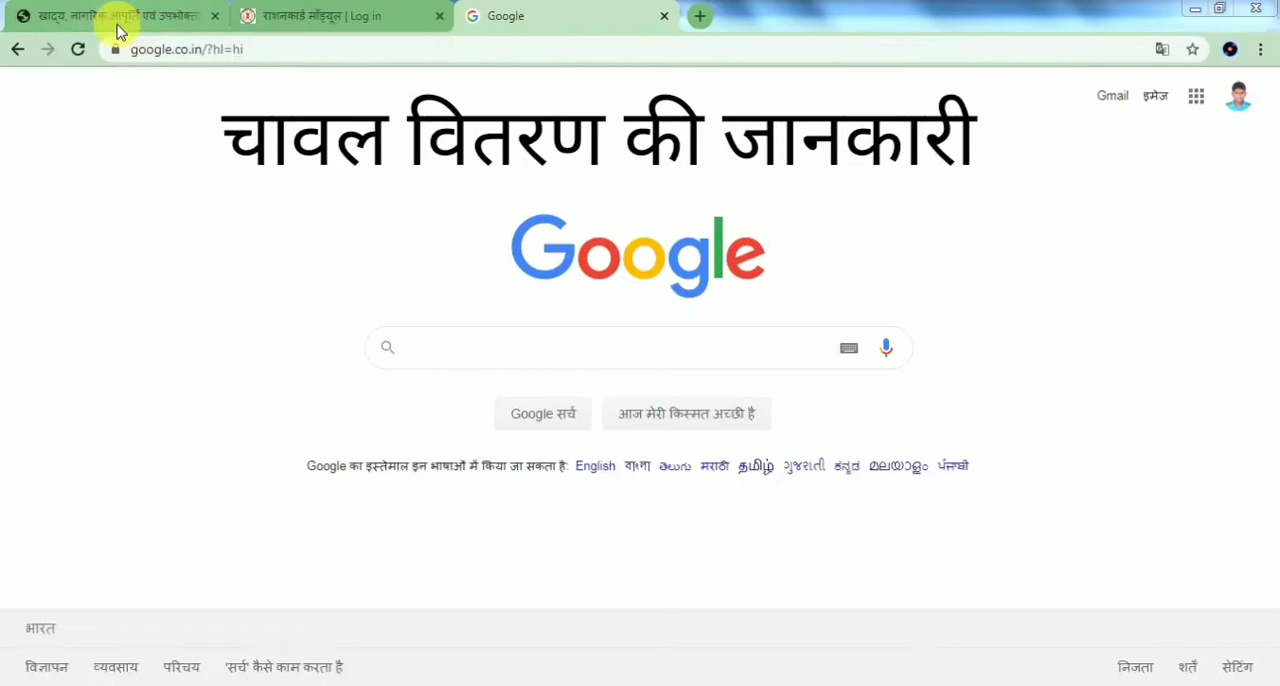 खाद्य, नागरिक आपूर्ति एवं उपभोक्ता
राशनकार्ड मॉड्यूल | Log in
Google
google.co.in/?hl=hi
Gmail इमेज
चावल वितरण की जानकारी
Google
Google सर्च
आज मेरी किस्मत अच्छी है
Google का इस्तेमाल इन भाषाओं में किया जा सकता है: English বাংলা తెలుగు मराठी தமிழ் ગુજરાતી ಕನ್ನಡ മലയാളം ਪੰਜਾਬੀ
भारत
विज्ञापन व्यवसाय परिचय 'सर्च' कैसे काम करता है निजता शर्तें सेटिंग